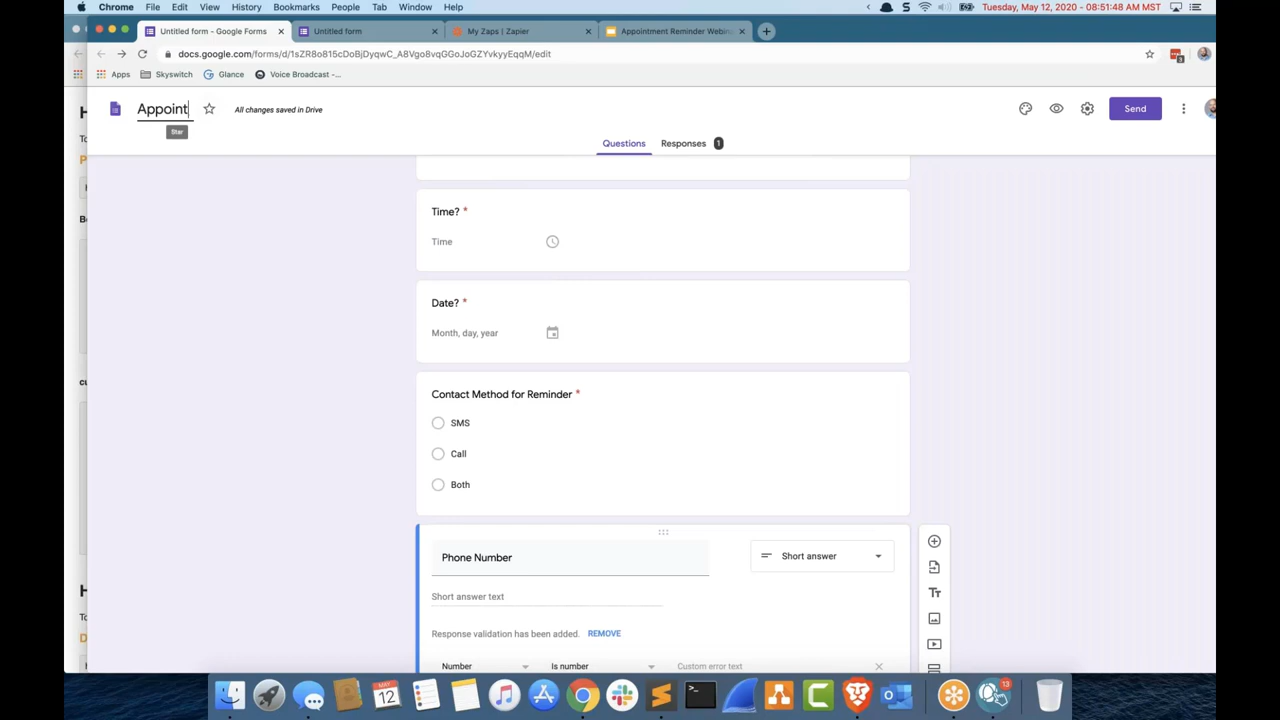 Chrome File Edit View History Bookmarks People Tab Window Help Tuesday, May 12, 2020 - 08:51:48 AM MST
Untitled form - Google Forms Untitled form My Zaps | Zapier Appointment Reminder Webin
docs.google.com/forms/d/1sZR8o815cDoBjDyqwC_A8Vgo8vqGGoJoGZYvkyyEqqM/edit
Apps Skyswitch Glance Voice Broadcast -...
Appoint All changes saved in Drive Send
Star
Questions Responses 1
Time? *
Time
Date? *
Month, day, year
Contact Method for Reminder *
SMS
Call
Both
Phone Number Short answer
Short answer text
Response validation has been added. REMOVE
Number Is number Custom error text
MAY
12
13